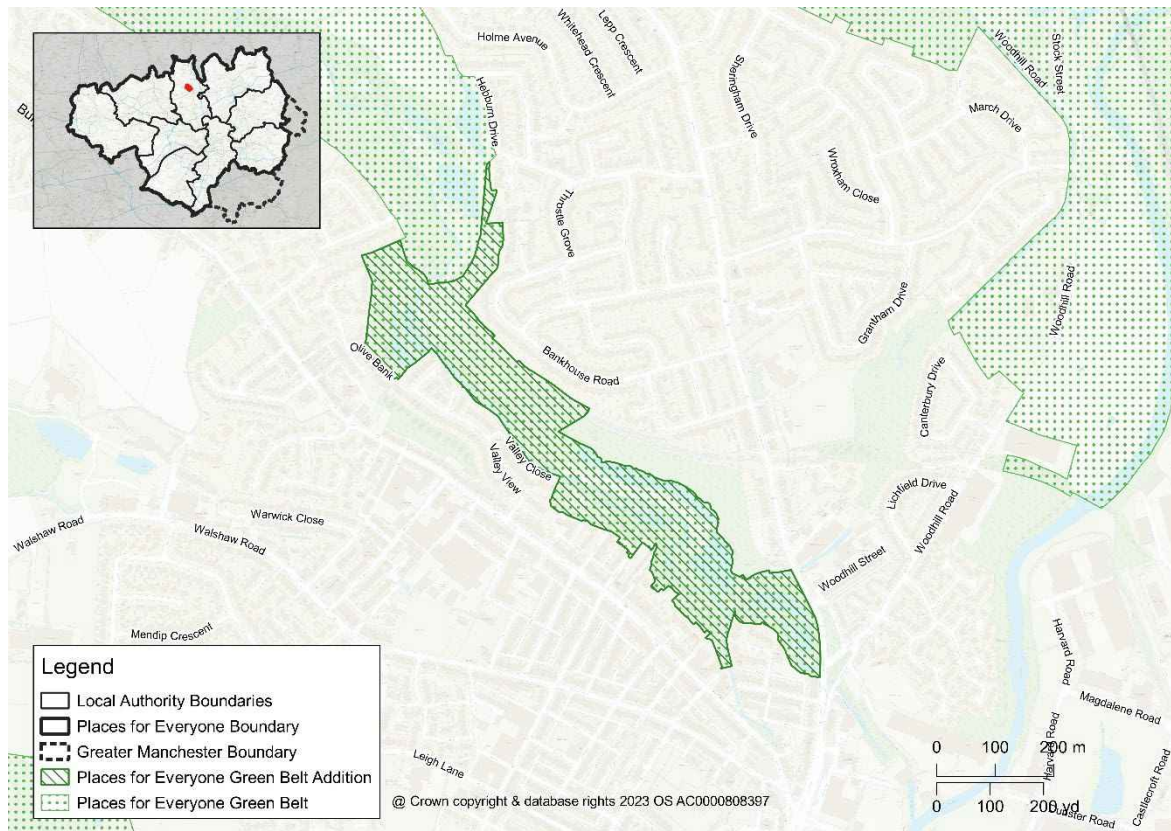 Holme Avenue
Whitehead Crescent
Lepp Crescent
Hebburn Drive
Sheringham Drive
Woodhill Road
Stock Street
March Drive
Wroxham Close
Throstle Grove
Woodhill Road
Grantham Drive
Olive Bank
Bankhouse Road
Canterbury Drive
Valley Close
Valley View
Lichfield Drive
Woodhill Road
Walshaw Road
Walshaw Road
Warwick Close
Woodhill Street
Mendip Crescent
Harvard Road
Magdalene Road
Harvard Road
Castlecroft Road
Leigh Lane
Legend
Local Authority Boundaries
Places for Everyone Boundary
Greater Manchester Boundary
Places for Everyone Green Belt Addition
Places for Everyone Green Belt
@ Crown copyright & database rights 2023 OS AC0000808397
0 100 200 m
0 100 200 yd